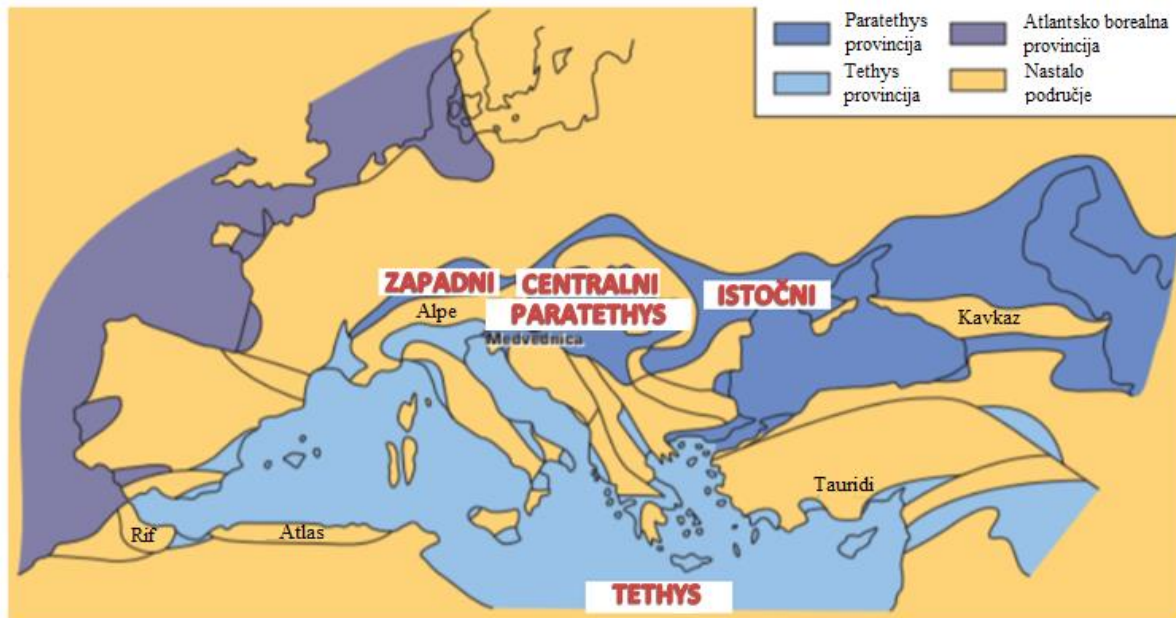 Paratethys
provincija
Atlantsko borealna
provincija
Tethys
provincija
Nastalo
područje
ZAPADNI
CENTRALNI
PARATETHYS
ISTOČNI
Alpe
Medvednica
Kavkaz
Tauridi
Rif
Atlas
TETHYS